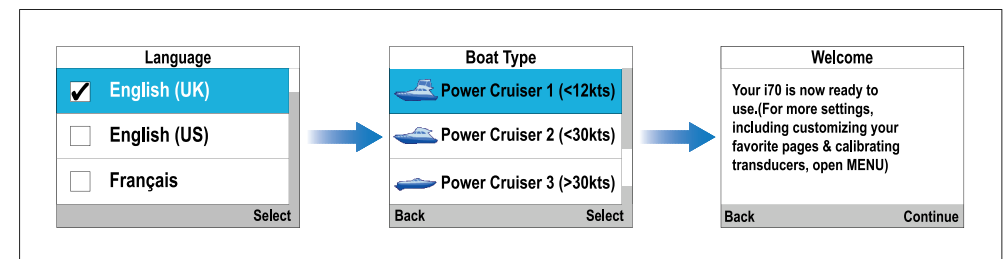 Language
English (UK)
English (US)
Français
Select
Boat Type
Power Cruiser 1 (<12kts)
Power Cruiser 2 (<30kts)
Power Cruiser 3 (>30kts)
Back Select
Welcome
Your i70 is now ready to
use.(For more settings,
including customizing your
favorite pages & calibrating
transducers, open MENU)
Back Continue